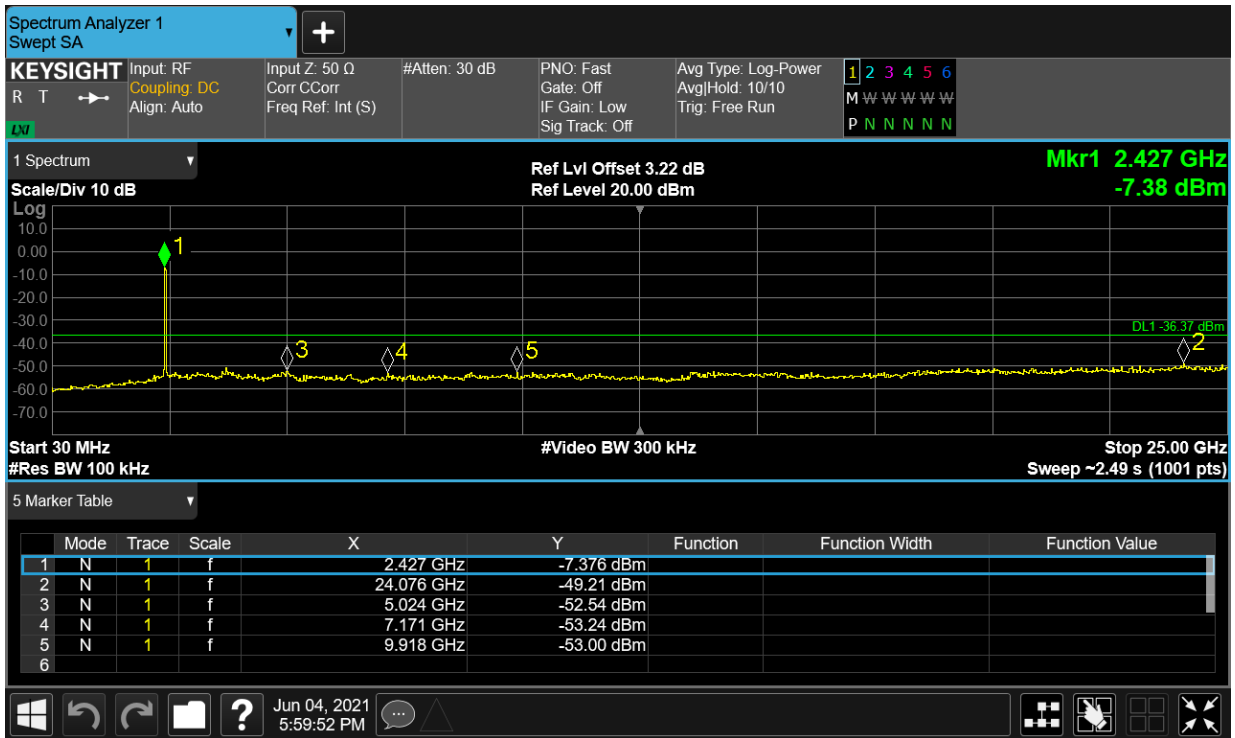 Spectrum Analyzer 1
Swept SA
KEYSIGHT
R T
LXI
Input: RF
Coupling: DC
Align: Auto
Input Z: 50 Ω
Corr CCorr
Freq Ref: Int (S)
#Atten: 30 dB
PNO: Fast
Gate: Off
IF Gain: Low
Sig Track: Off
Avg Type: Log-Power
Avg|Hold: 10/10
Trig: Free Run
1 2 3 4 5 6
M W W W W W
P N N N N N
1 Spectrum
Scale/Div 10 dB
Ref Lvl Offset 3.22 dB
Ref Level 20.00 dBm
Mkr1 2.427 GHz
-7.38 dBm
Log
10.0
0.00
-10.0
-20.0
-30.0
-40.0
-50.0
-60.0
-70.0
1
3
4
5
2
DL1 -36.37 dBm
Start 30 MHz
#Res BW 100 kHz
#Video BW 300 kHz
Stop 25.00 GHz
Sweep ~2.49 s (1001 pts)
5 Marker Table
Mode Trace Scale X Y Function Function Width Function Value
1 N 1 f 2.427 GHz -7.376 dBm
2 N 1 f 24.076 GHz -49.21 dBm
3 N 1 f 5.024 GHz -52.54 dBm
4 N 1 f 7.171 GHz -53.24 dBm
5 N 1 f 9.918 GHz -53.00 dBm
6
?
Jun 04, 2021
5:59:52 PM